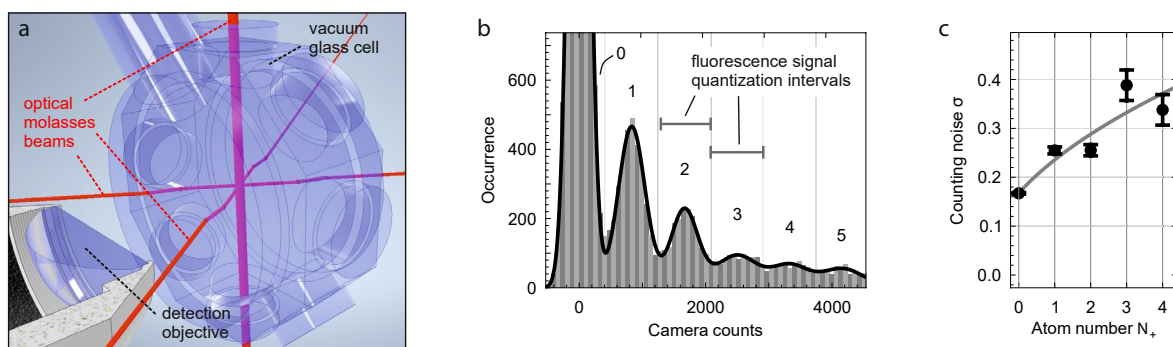 a
vacuum
glass cell
optical
molasses
beams
detection
objective
b
600
400
200
0
Occurrence
0
1
2
3
4
5
fluorescence signal
quantization intervals
0
2000
4000
Camera counts
c
0.4
0.3
0.2
0.1
0.0
Counting noise σ
0
1
2
3
4
Atom number N₊